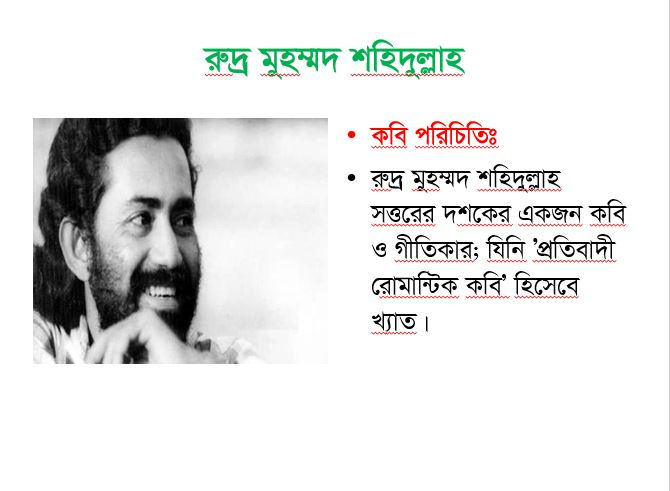 রুদ্র মুহম্মদ শহিদুল্লাহ
• কবি পরিচিতিঃ
• রুদ্র মুহম্মদ শহিদুল্লাহ
সত্তরের দশকের একজন কবি
ও গীতিকার; যিনি ’প্রতিবাদী
রোমান্টিক কবি’ হিসেবে
খ্যাত।